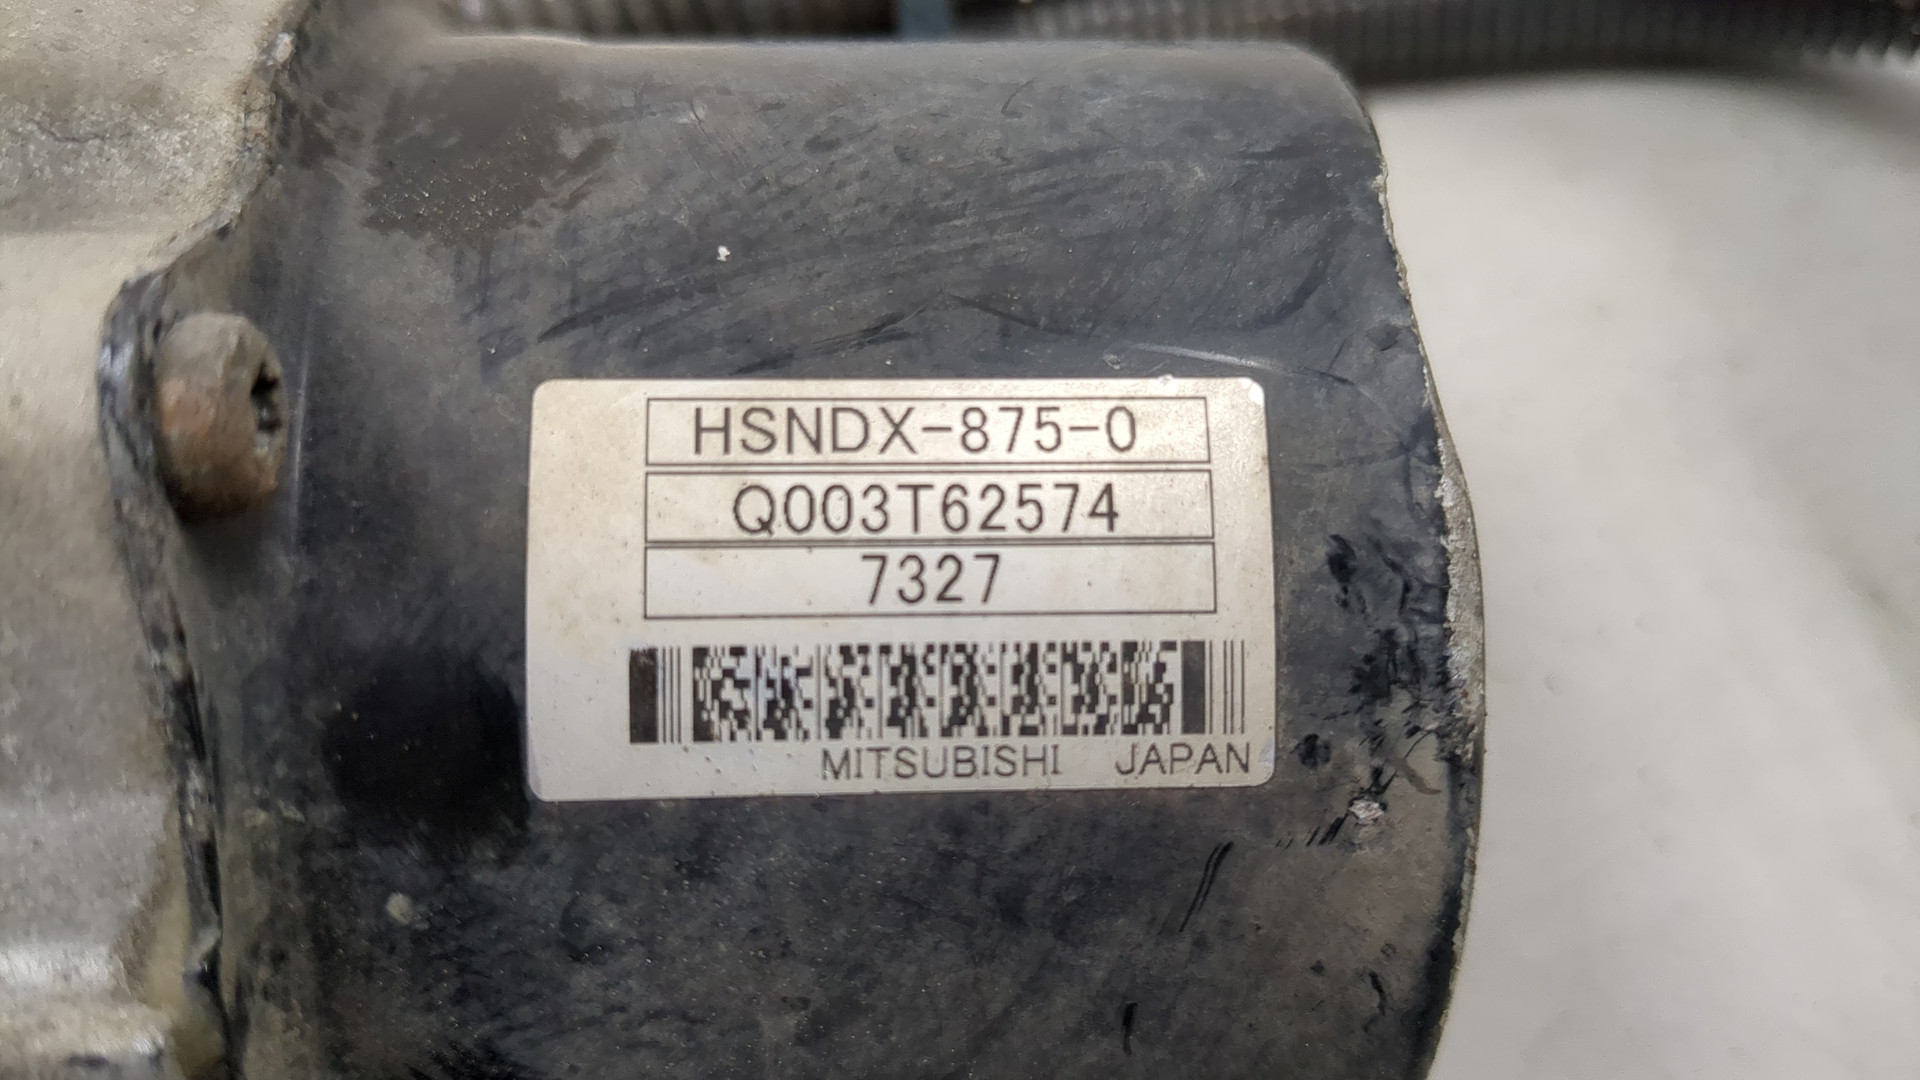 HSNDX-875-0
Q003T62574
7327
MITSUBISHI JAPAN